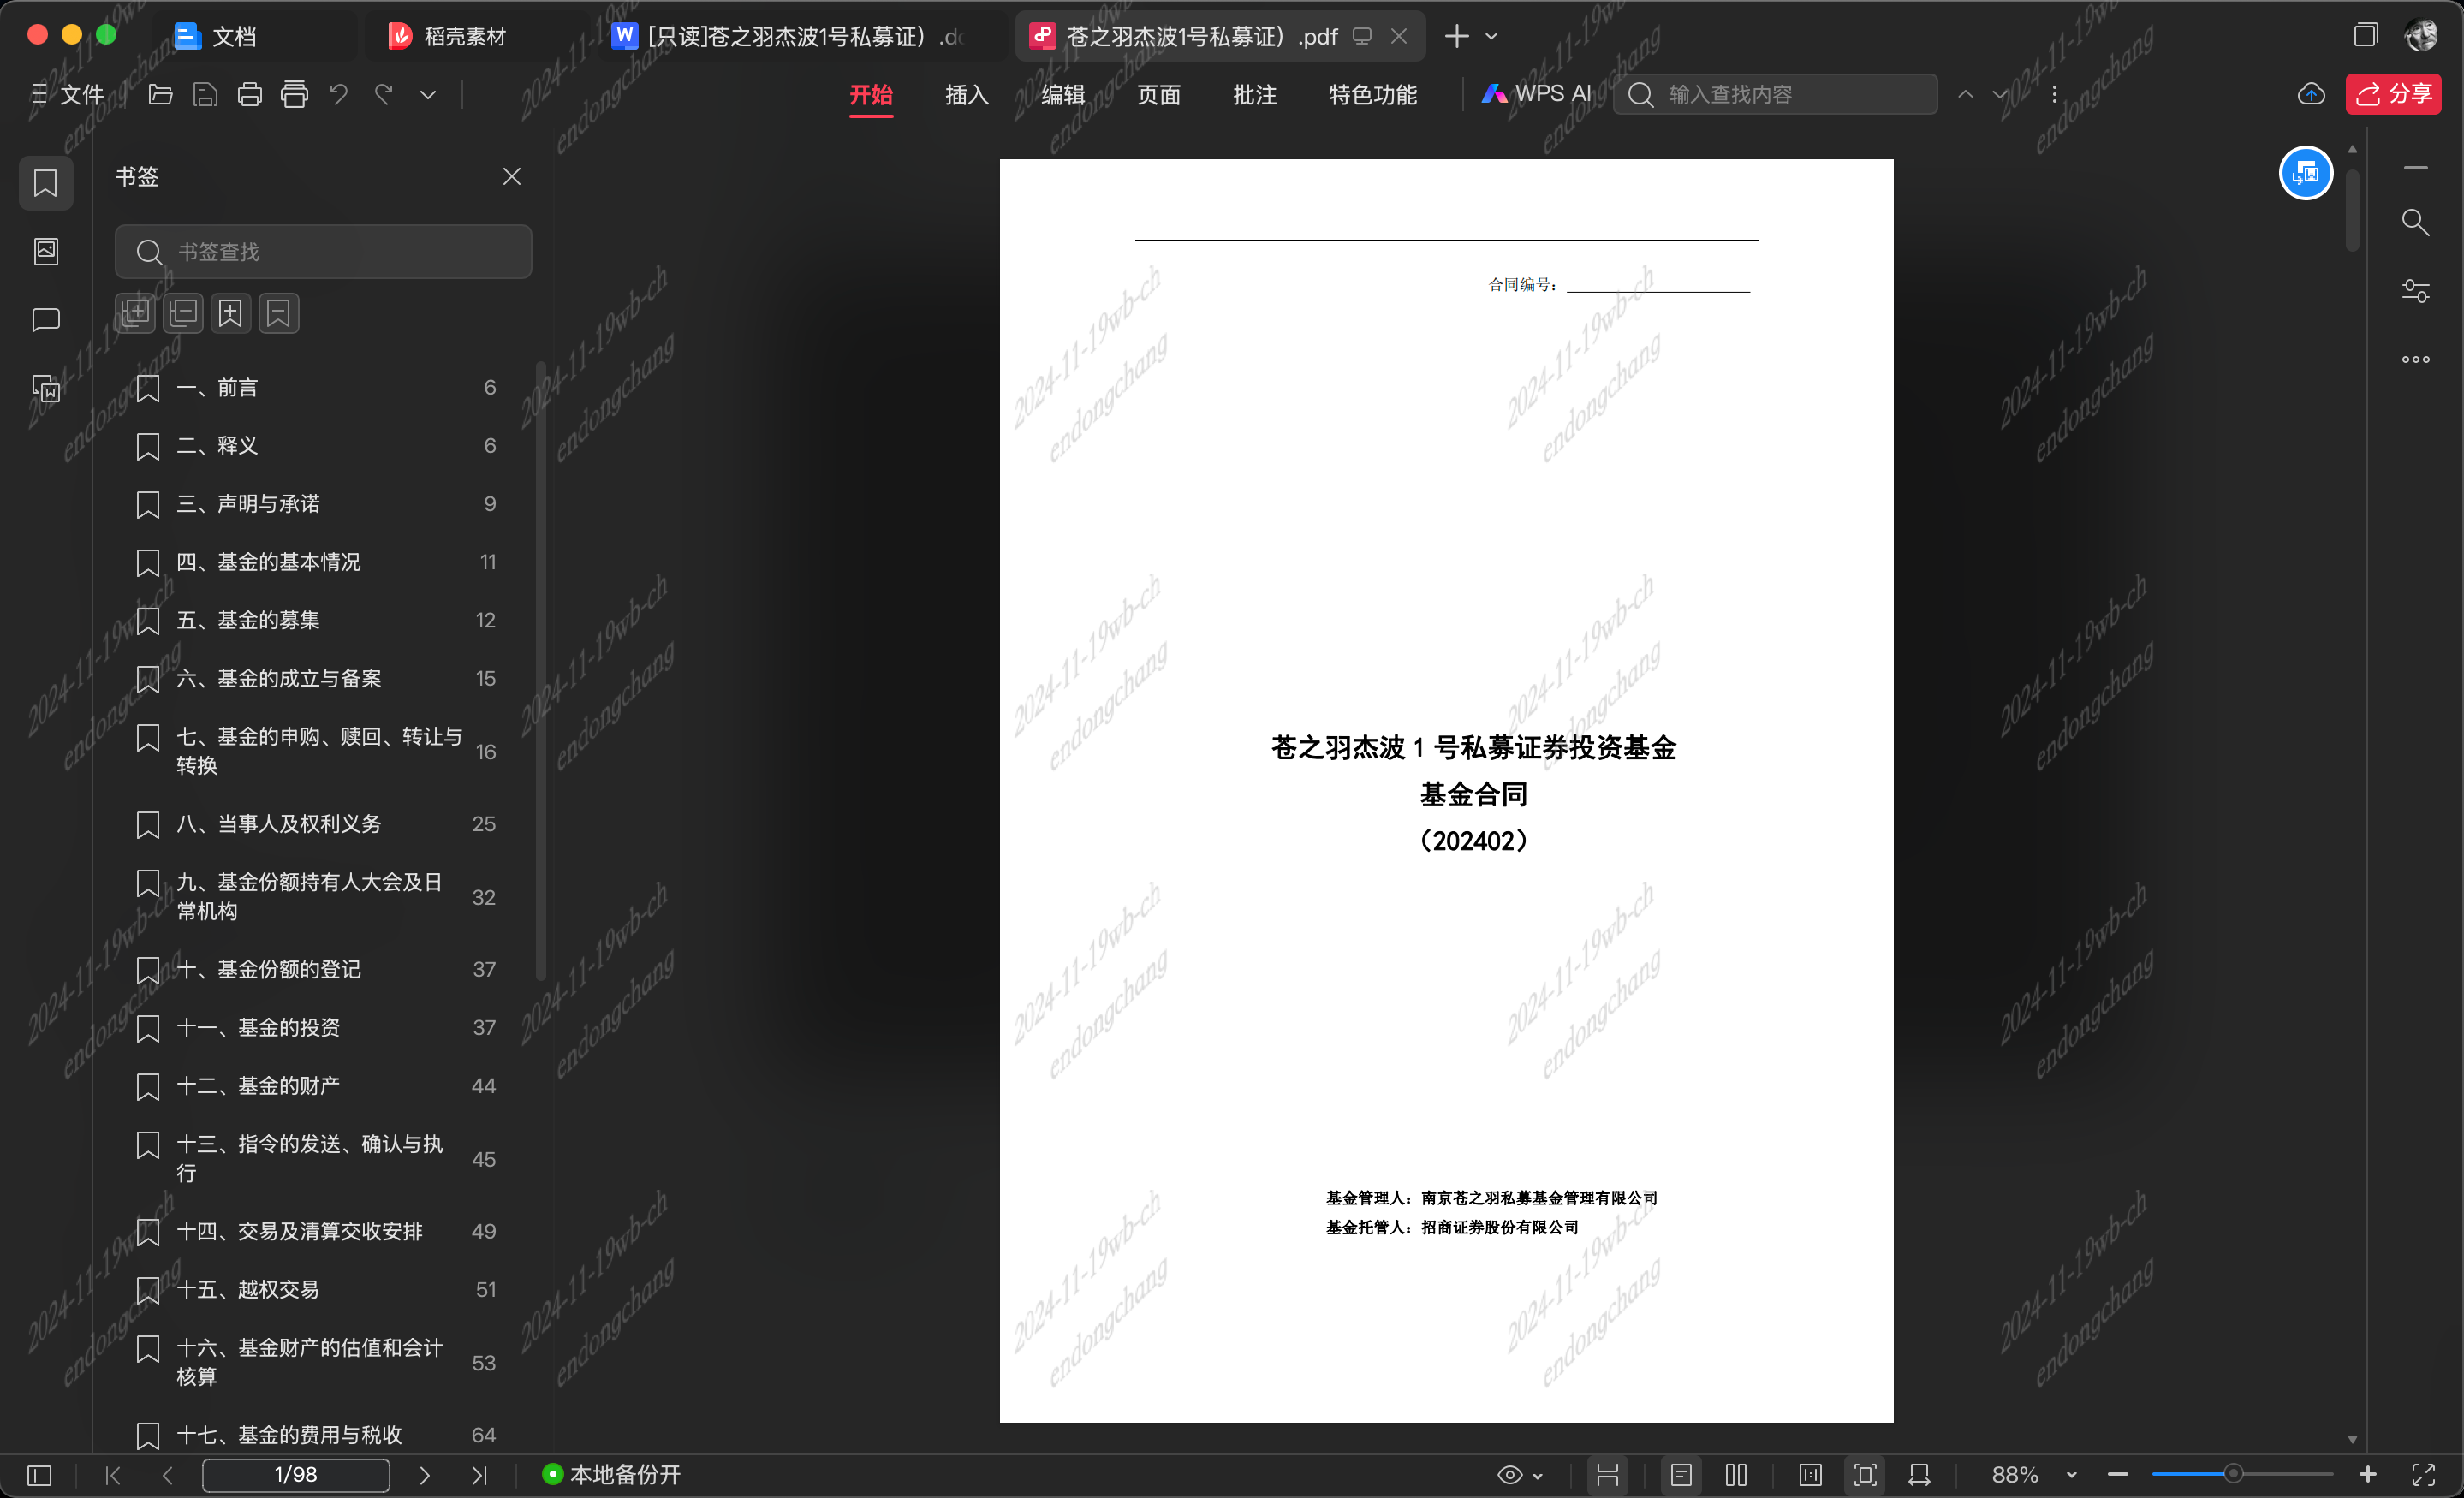 文档
稻壳素材
[只读]苍之羽杰波1号私募证）.dc
苍之羽杰波1号私募证）.pdf
文件
开始
插入
编辑
页面
批注
特色功能
WPS AI
输入查找内容
分享
书签
书签查找
一、前言 6
二、释义 6
三、声明与承诺 9
四、基金的基本情况 11
五、基金的募集 12
六、基金的成立与备案 15
七、基金的申购、赎回、转让与
转换 16
八、当事人及权利义务 25
九、基金份额持有人大会及日
常机构 32
十、基金份额的登记 37
十一、基金的投资 37
十二、基金的财产 44
十三、指令的发送、确认与执
行 45
十四、交易及清算交收安排 49
十五、越权交易 51
十六、基金财产的估值和会计
核算 53
十七、基金的费用与税收 64
合同编号：
苍之羽杰波 1 号私募证券投资基金
基金合同
（202402）
基金管理人：南京苍之羽私募基金管理有限公司
基金托管人：招商证券股份有限公司
2024-11-19wb-ch
endongchang
1/98
本地备份开
88%